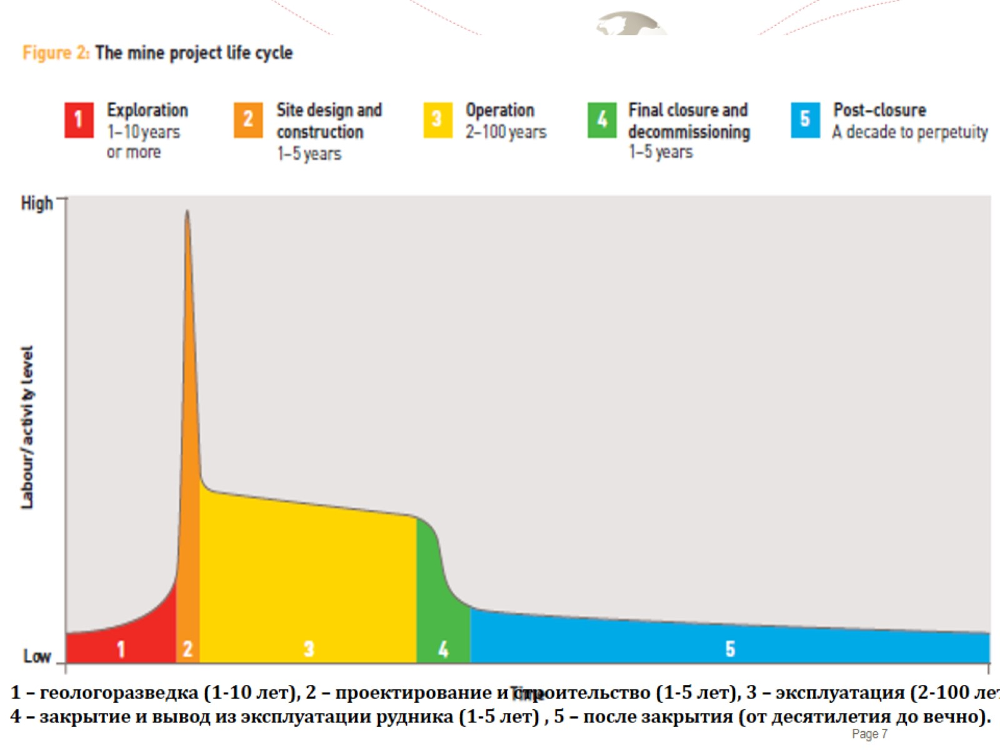 Figure 2: The mine project life cycle
1 Exploration
1–10 years
or more
2 Site design and
construction
1–5 years
3 Operation
2–100 years
4 Final closure and
decommissioning
1–5 years
5 Post-closure
A decade to perpetuity
High
Labour/activity level
Low
1 2 3 4 5
Time
1 – геологоразведка (1-10 лет), 2 – проектирование и строительство (1-5 лет), 3 – эксплуатация (2-100 лет
4 – закрытие и вывод из эксплуатации рудника (1-5 лет) , 5 – после закрытия (от десятилетия до вечно).
Page 7